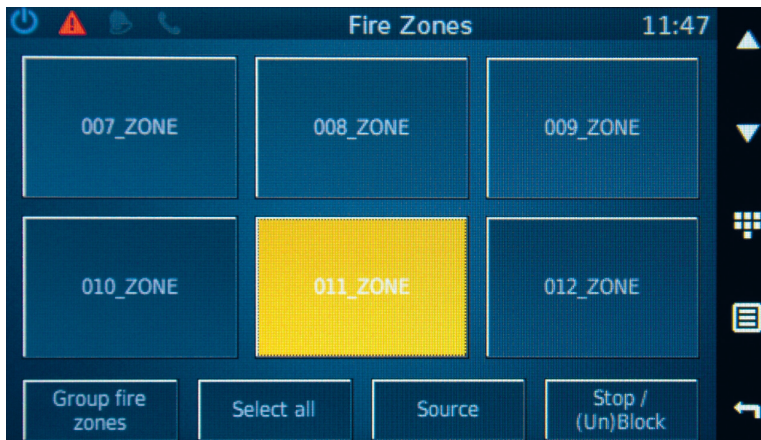 Fire Zones 11:47
007_ZONE 008_ZONE 009_ZONE
010_ZONE 011_ZONE 012_ZONE
Group fire
zones
Select all
Source
Stop /
(Un)Block